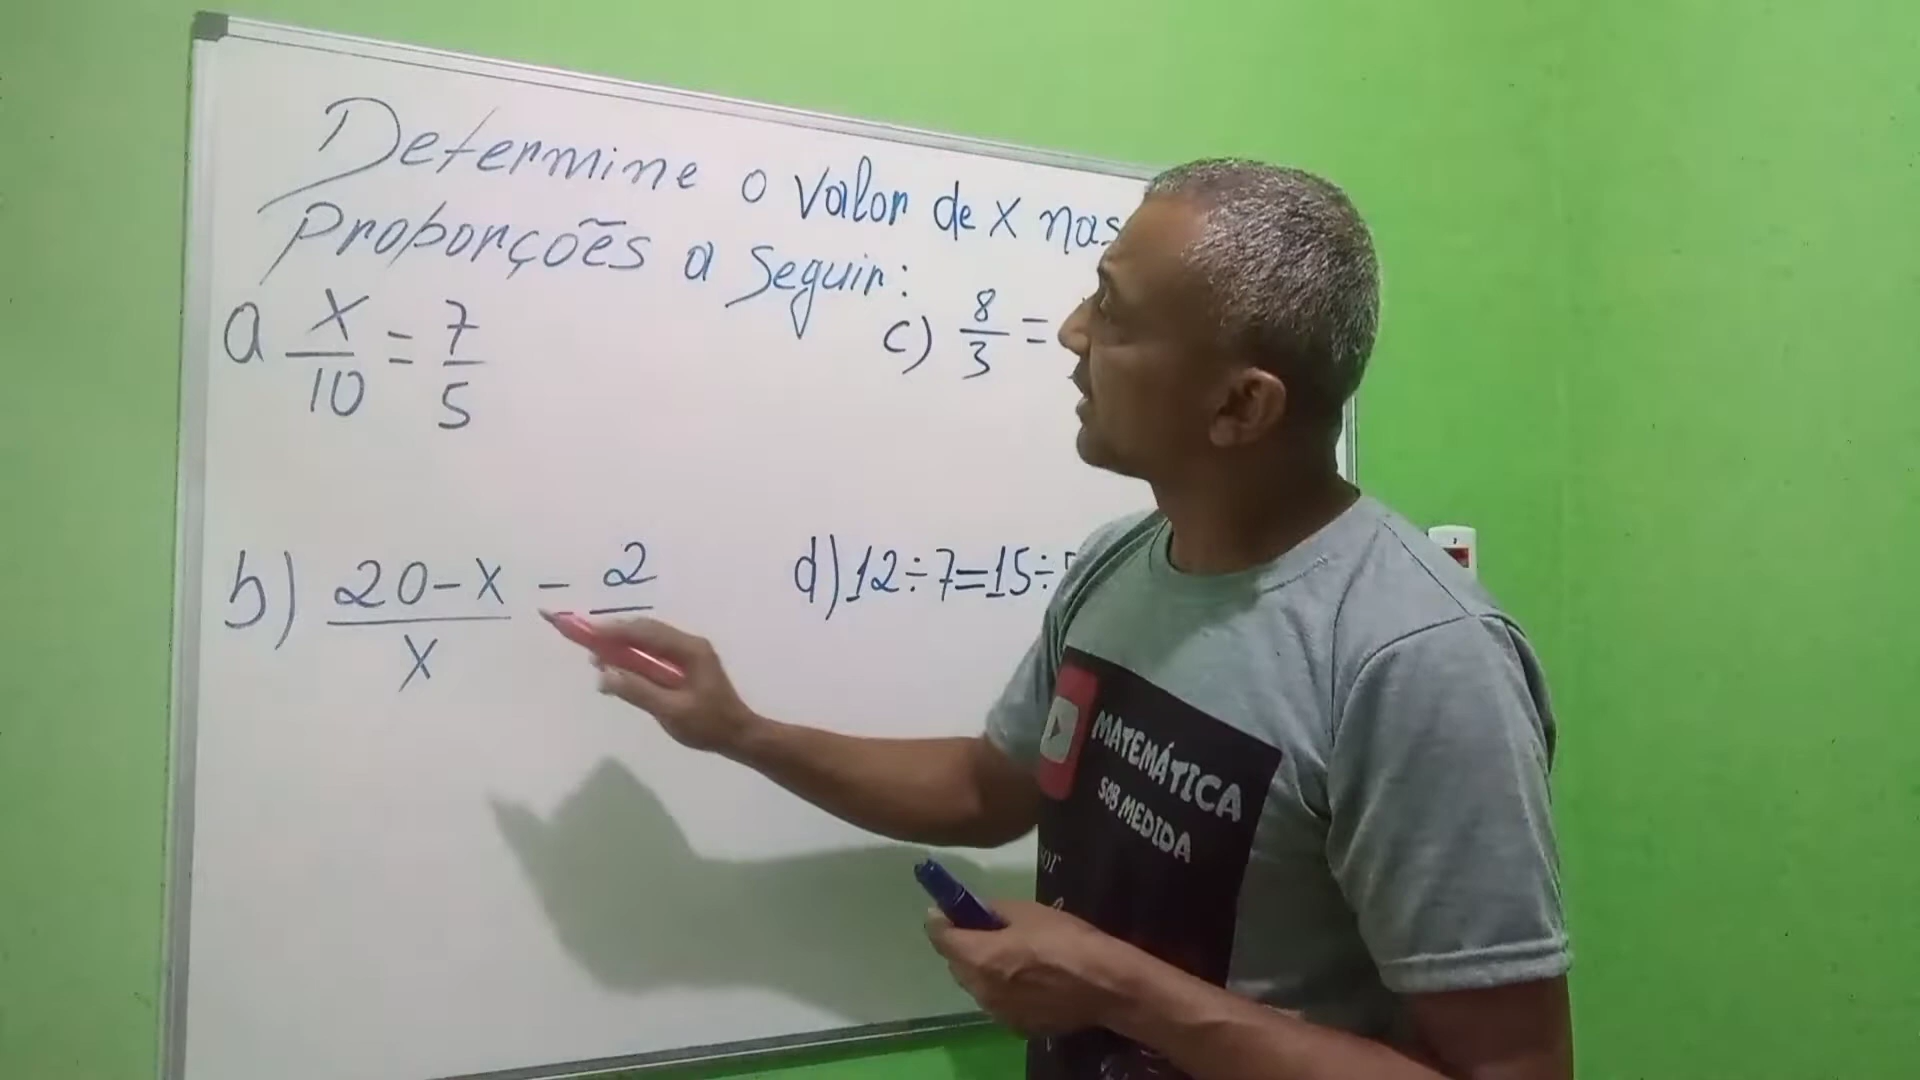 Determine o valor de x nas
Proporções a seguir:
a x/10 = 7/5
c) 8/3 =
b) 20-x/x - 2
d) 12÷7=15÷
MATEMÁTICA
SOB MEDIDA